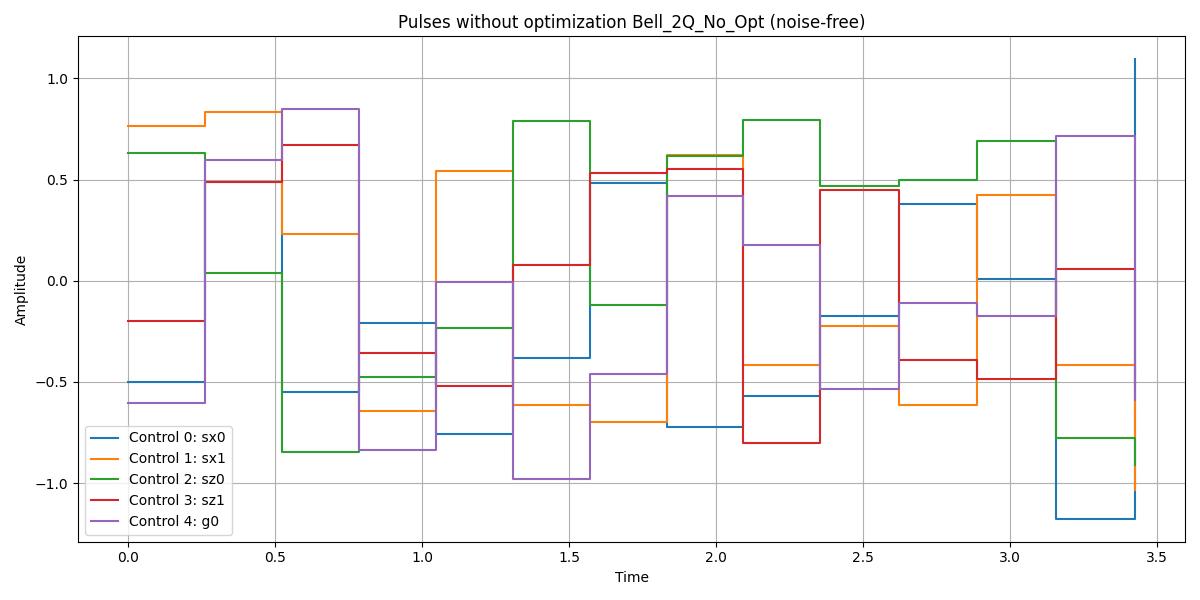 Pulses without optimization Bell_2Q_No_Opt (noise-free)
1.0
0.5
0.0
−0.5
−1.0
Amplitude
Control 0: sx0
Control 1: sx1
Control 2: sz0
Control 3: sz1
Control 4: g0
0.0 0.5 1.0 1.5 2.0 2.5 3.0 3.5
Time